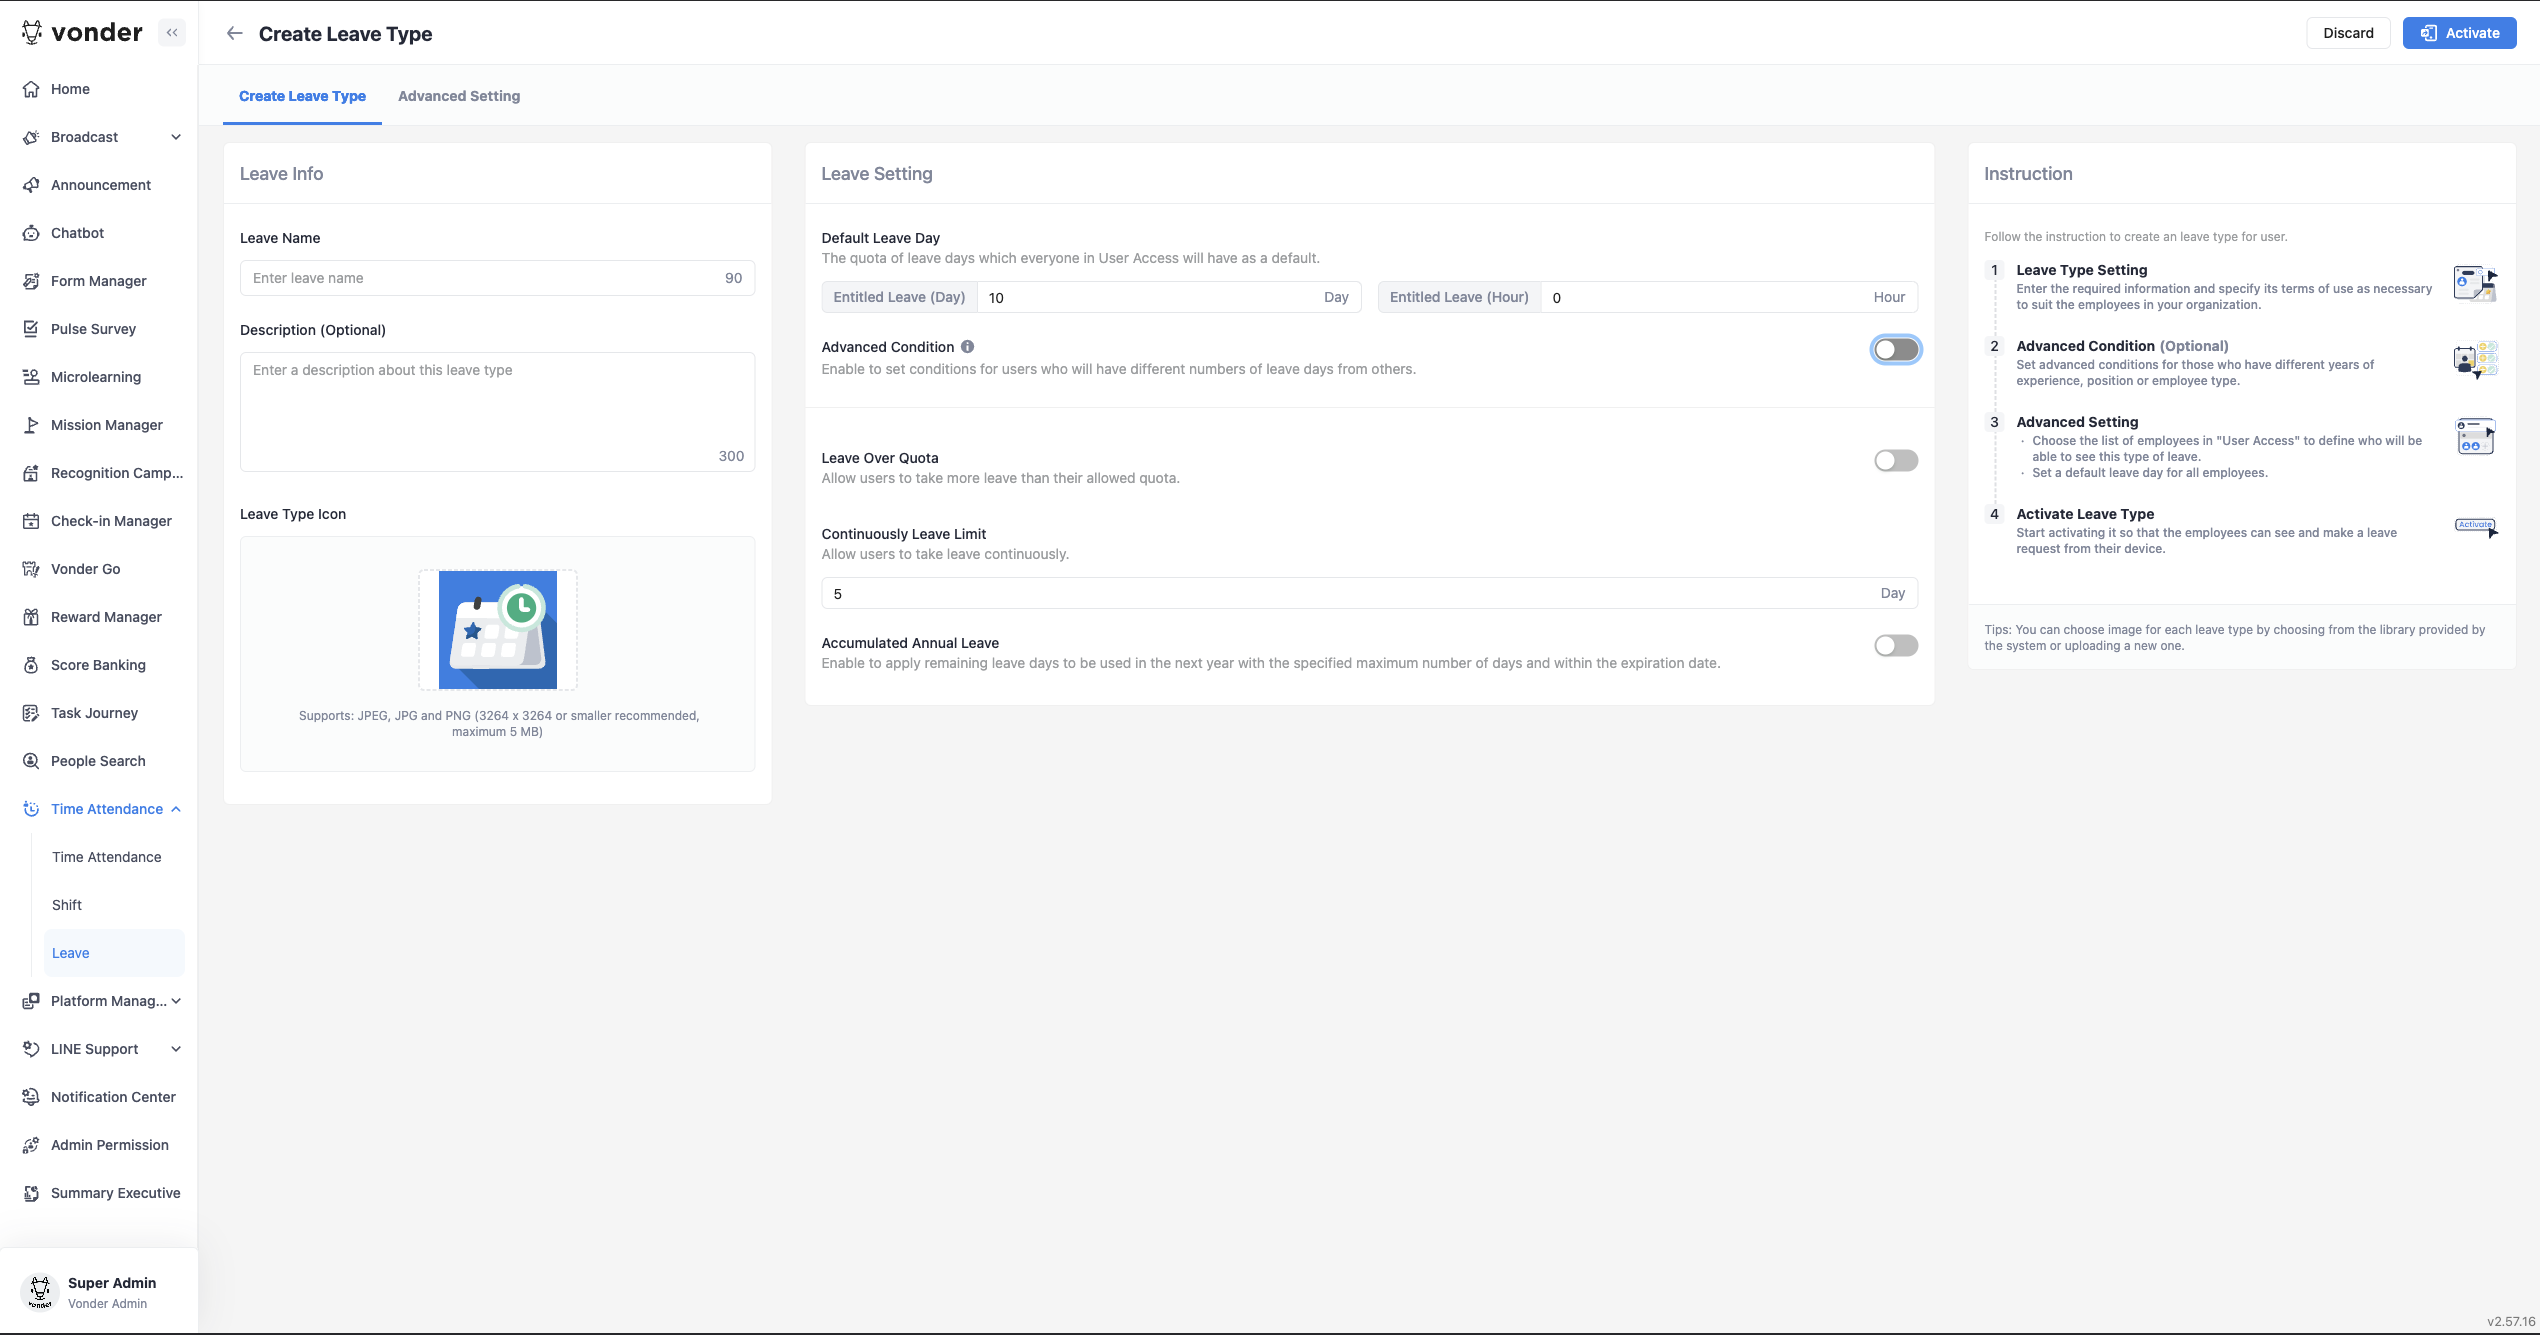 vonder
Create Leave Type
Discard
Activate
Home
Broadcast
Announcement
Chatbot
Form Manager
Pulse Survey
Microlearning
Mission Manager
Recognition Camp...
Check-in Manager
Vonder Go
Reward Manager
Score Banking
Task Journey
People Search
Time Attendance
Time Attendance
Shift
Leave
Platform Manag...
LINE Support
Notification Center
Admin Permission
Summary Executive
Super Admin
Vonder Admin
vonder
Create Leave Type
Advanced Setting
Leave Info
Leave Name
Enter leave name
90
Description (Optional)
Enter a description about this leave type
300
Leave Type Icon
Supports: JPEG, JPG and PNG (3264 x 3264 or smaller recommended,
maximum 5 MB)
Leave Setting
Default Leave Day
The quota of leave days which everyone in User Access will have as a default.
Entitled Leave (Day) 10 Day
Entitled Leave (Hour) 0 Hour
Advanced Condition
Enable to set conditions for users who will have different numbers of leave days from others.
Leave Over Quota
Allow users to take more leave than their allowed quota.
Continuously Leave Limit
Allow users to take leave continuously.
5 Day
Accumulated Annual Leave
Enable to apply remaining leave days to be used in the next year with the specified maximum number of days and within the expiration date.
Instruction
Follow the instruction to create an leave type for user.
1 Leave Type Setting
Enter the required information and specify its terms of use as necessary
to suit the employees in your organization.
2 Advanced Condition (Optional)
Set advanced conditions for those who have different years of
experience, position or employee type.
3 Advanced Setting
· Choose the list of employees in "User Access" to define who will be
able to see this type of leave.
· Set a default leave day for all employees.
4 Activate Leave Type
Start activating it so that the employees can see and make a leave
request from their device.
Activate
Tips: You can choose image for each leave type by choosing from the library provided by
the system or uploading a new one.
v2.57.16